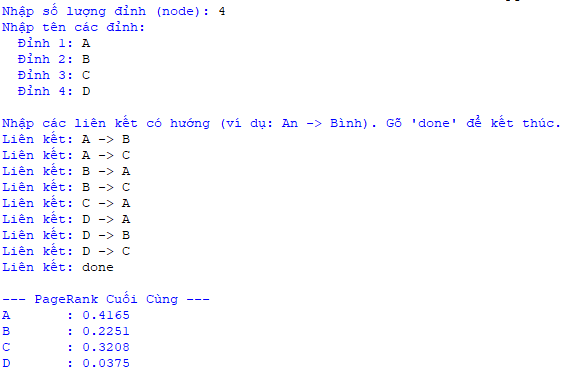 Nhập số lượng đỉnh (node): 4
Nhập tên các đỉnh:
  Đỉnh 1: A
  Đỉnh 2: B
  Đỉnh 3: C
  Đỉnh 4: D

Nhập các liên kết có hướng (ví dụ: An -> Bình). Gõ 'done' để kết thúc.
Liên kết: A -> B
Liên kết: A -> C
Liên kết: B -> A
Liên kết: B -> C
Liên kết: C -> A
Liên kết: D -> A
Liên kết: D -> B
Liên kết: D -> C
Liên kết: done

--- PageRank Cuối Cùng ---
A       : 0.4165
B       : 0.2251
C       : 0.3208
D       : 0.0375